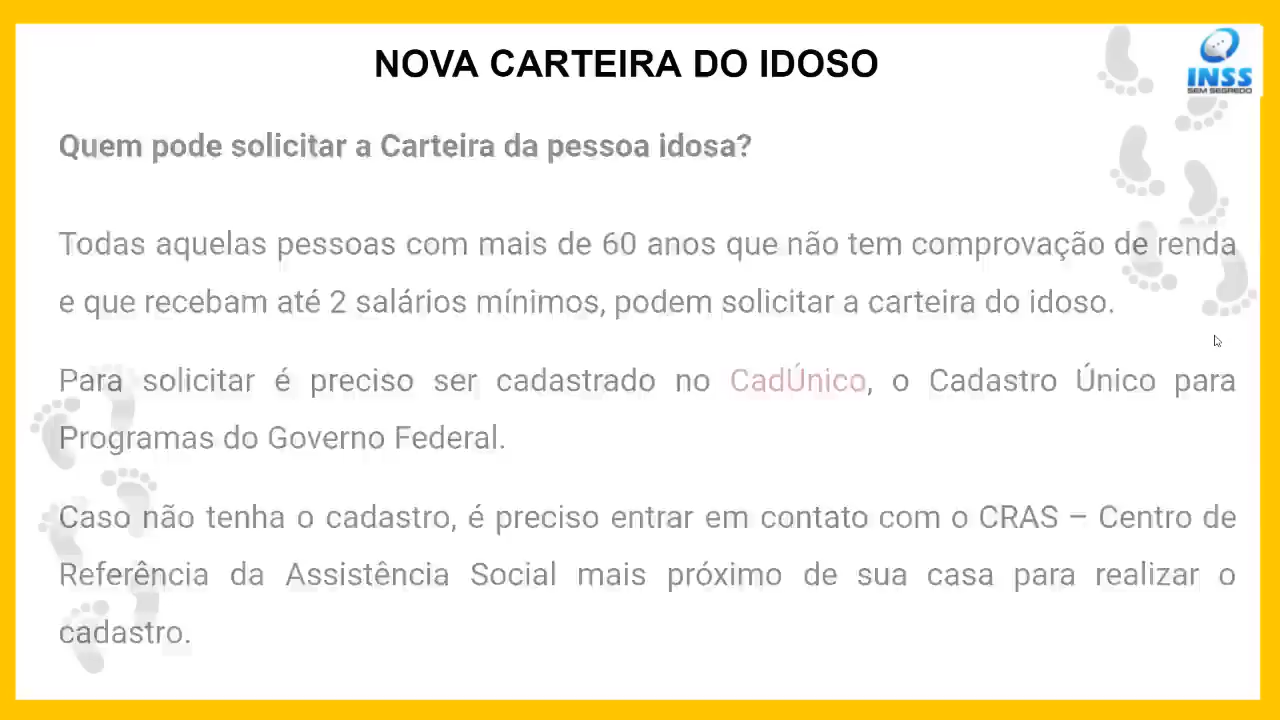 NOVA CARTEIRA DO IDOSO
INSS
SEM SEGREDO
Quem pode solicitar a Carteira da pessoa idosa?
Todas aquelas pessoas com mais de 60 anos que não tem comprovação de renda
e que recebam até 2 salários mínimos, podem solicitar a carteira do idoso.
Para solicitar é preciso ser cadastrado no CadÚnico, o Cadastro Único para
Programas do Governo Federal.
Caso não tenha o cadastro, é preciso entrar em contato com o CRAS – Centro de
Referência da Assistência Social mais próximo de sua casa para realizar o
cadastro.